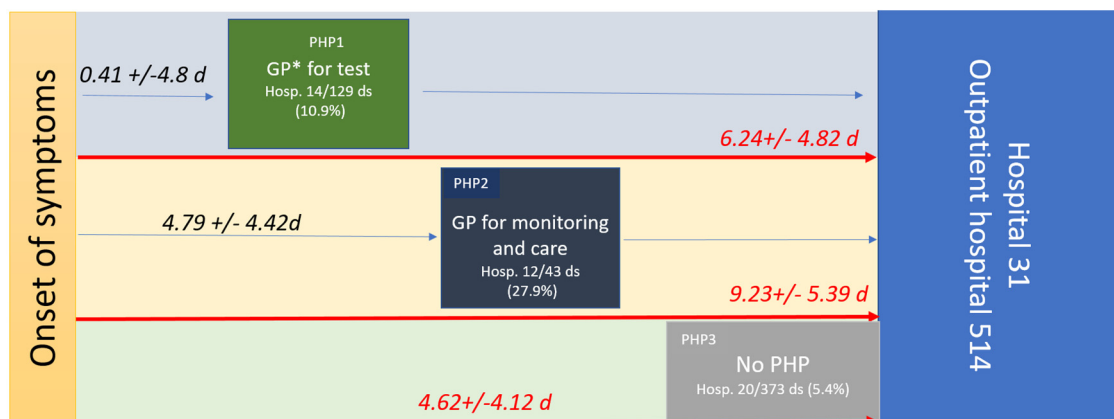 Onset of symptoms
0.41 +/-4.8 d
PHP1
GP* for test
Hosp. 14/129 ds
(10.9%)
6.24+/- 4.82 d
4.79 +/- 4.42d
PHP2
GP for monitoring
and care
Hosp. 12/43 ds
(27.9%)
9.23+/- 5.39 d
PHP3
No PHP
Hosp. 20/373 ds (5.4%)
4.62+/-4.12 d
Hospital 31
Outpatient hospital 514